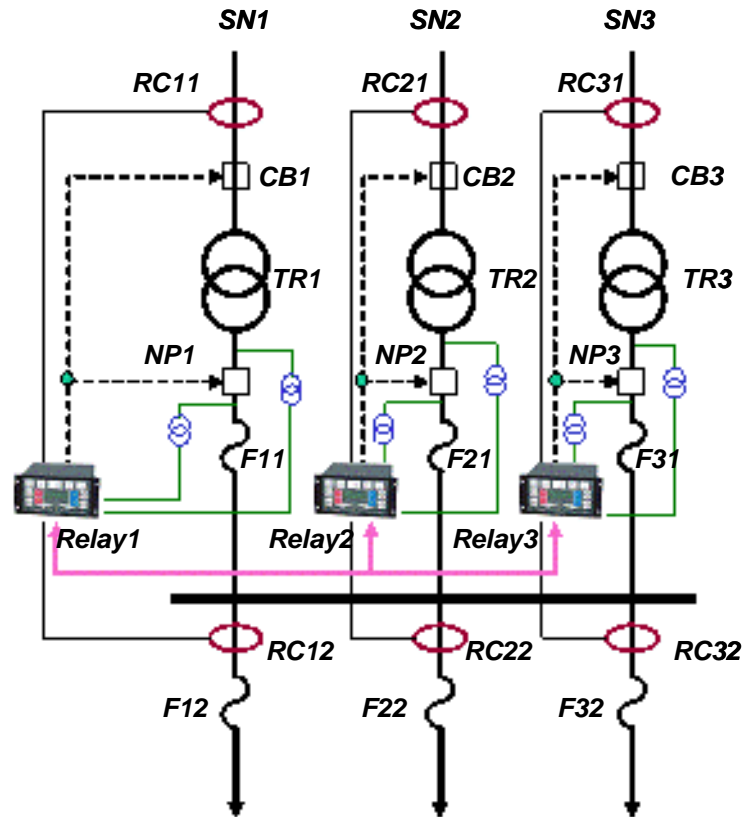 SN1 SN2 SN3
RC11 RC21 RC31
CB1 CB2 CB3
TR1 TR2 TR3
NP1 NP2 NP3
F11 F21 F31
Relay1 Relay2 Relay3
RC12 RC22 RC32
F12 F22 F32